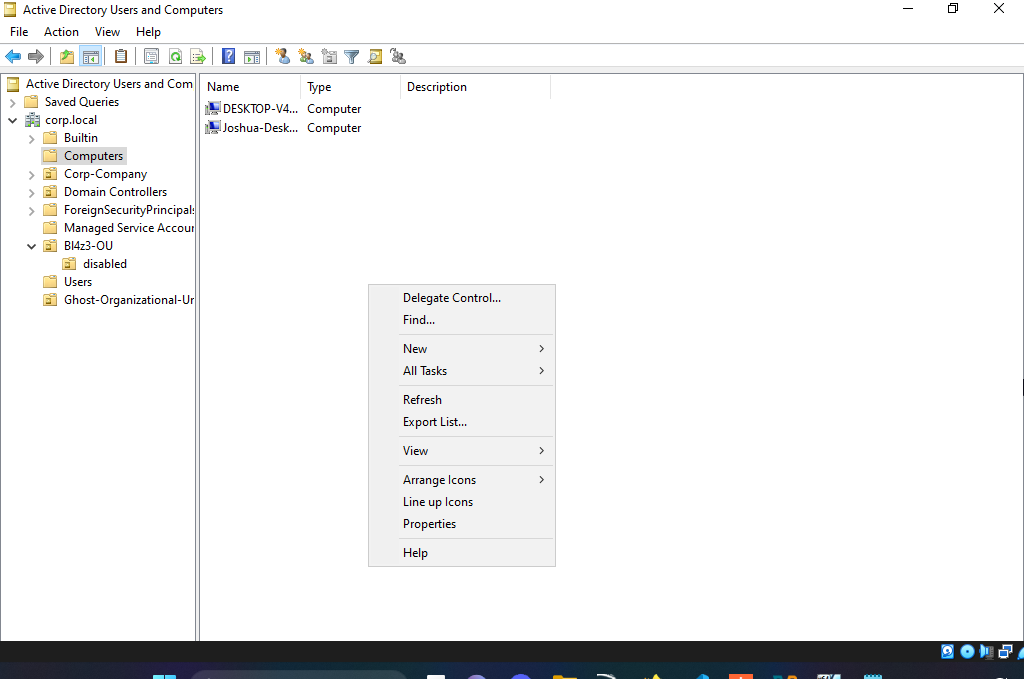 Active Directory Users and Computers
File Action View Help
Active Directory Users and Com
Saved Queries
corp.local
Builtin
Computers
Corp-Company
Domain Controllers
ForeignSecurityPrincipals
Managed Service Accour
Bl4z3-OU
disabled
Users
Ghost-Organizational-Ur
Name Type Description
DESKTOP-V4... Computer
Joshua-Desk... Computer
Delegate Control...
Find...
New
All Tasks
Refresh
Export List...
View
Arrange Icons
Line up Icons
Properties
Help